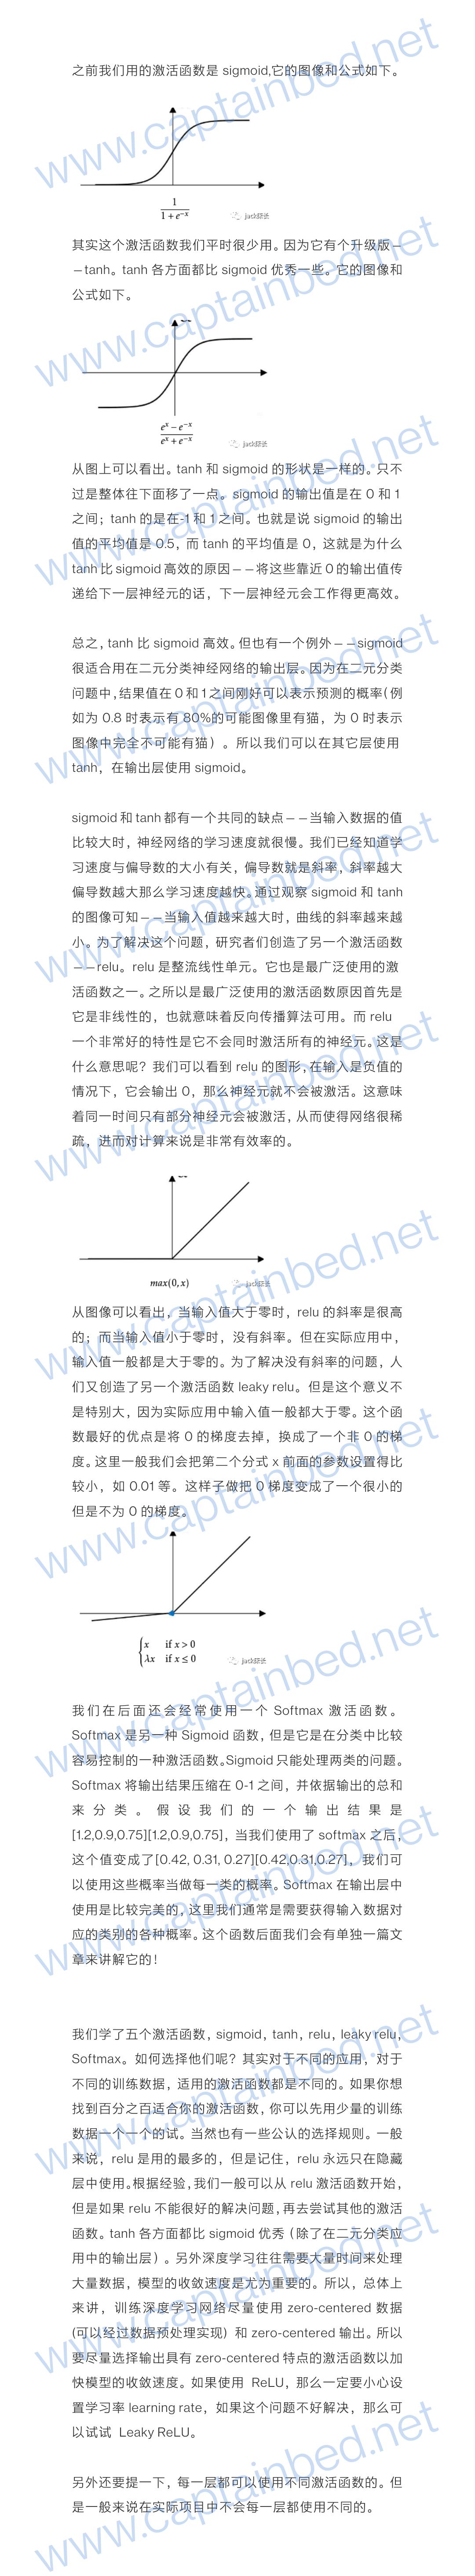 之前我们用的激活函数是 sigmoid,它的图像和公式如下。
1
1 + e⁻ˣ
jack床长
其实这个激活函数我们平时很少用。因为它有个升级版–
–tanh。tanh 各方面都比 sigmoid 优秀一些。它的图像和
公式如下。
eˣ − e⁻ˣ
eˣ + e⁻ˣ
jack床长
从图上可以看出。tanh 和 sigmoid 的形状是一样的。只不
过是整体往下面移了一点。sigmoid 的输出值是在 0 和 1
之间；tanh 的是在-1 和 1 之间。也就是说 sigmoid 的输出
值的平均值是 0.5，而 tanh 的平均值是 0，这就是为什么
tanh 比 sigmoid 高效的原因––将这些靠近 0 的输出值传
递给下一层神经元的话，下一层神经元会工作得更高效。
总之，tanh 比 sigmoid 高效。但也有一个例外––sigmoid
很适合用在二元分类神经网络的输出层。因为在二元分类
问题中,结果值在 0 和 1 之间刚好可以表示预测的概率(例
如为 0.8 时表示有 80%的可能图像里有猫，为 0 时表示
图像中完全不可能有猫）。所以我们可以在其它层使用
tanh，在输出层使用 sigmoid。
sigmoid 和 tanh 都有一个共同的缺点––当输入数据的值
比较大时，神经网络的学习速度就很慢。我们已经知道学
习速度与偏导数的大小有关，偏导数就是斜率，斜率越大
偏导数越大那么学习速度越快。通过观察 sigmoid 和 tanh
的图像可知––当输入值越来越大时，曲线的斜率越来越
小。为了解决这个问题，研究者们创造了另一个激活函数
––relu。relu 是整流线性单元。它也是最广泛使用的激
活函数之一。之所以是最广泛使用的激活函数原因首先是
它是非线性的，也就意味着反向传播算法可用。而 relu
一个非常好的特性是它不会同时激活所有的神经元。这是
什么意思呢？我们可以看到 relu 的图形,在输入是负值的
情况下，它会输出 0，那么神经元就不会被激活。这意味
着同一时间只有部分神经元会被激活，从而使得网络很稀
疏，进而对计算来说是非常有效率的。
max(0, x)
jack床长
从图像可以看出，当输入值大于零时，relu 的斜率是很高
的；而当输入值小于零时，没有斜率。但在实际应用中，
输入值一般都是大于零的。为了解决没有斜率的问题，人
们又创造了另一个激活函数 leaky relu。但是这个意义不
是特别大，因为实际应用中输入值一般都大于零。这个函
数最好的优点是将 0 的梯度去掉，换成了一个非 0 的梯
度。这里一般我们会把第二个分式 x 前面的参数设置得比
较小，如 0.01 等。这样子做把 0 梯度变成了一个很小的
但是不为 0 的梯度。
x if x > 0
λx if x ≤ 0
jack床长
我们在后面还会经常使用一个 Softmax 激活函数。
Softmax 是另一种 Sigmoid 函数，但是它是在分类中比较
容易控制的一种激活函数。Sigmoid 只能处理两类的问题。
Softmax 将输出结果压缩在 0-1 之间，并依据输出的总和
来分类。假设我们的一个输出结果是
[1.2,0.9,0.75][1.2,0.9,0.75]，当我们使用了 softmax 之后，
这个值变成了[0.42, 0.31, 0.27][0.42,0.31,0.27]，我们可
以使用这些概率当做每一类的概率。Softmax 在输出层中
使用是比较完美的，这里我们通常是需要获得输入数据对
应的类别的各种概率。这个函数后面我们会有单独一篇文
章来讲解它的！
我们学了五个激活函数，sigmoid，tanh，relu，leaky relu，
Softmax。如何选择他们呢？其实对于不同的应用，对于
不同的训练数据，适用的激活函数都是不同的。如果你想
找到百分之百适合你的激活函数，你可以先用少量的训练
数据一个一个的试。当然也有一些公认的选择规则。一般
来说，relu 是用的最多的，但是记住，relu 永远只在隐藏
层中使用。根据经验,我们一般可以从 relu 激活函数开始，
但是如果 relu 不能很好的解决问题,再去尝试其他的激活
函数。tanh 各方面都比 sigmoid 优秀（除了在二元分类应
用中的输出层）。另外深度学习往往需要大量时间来处理
大量数据，模型的收敛速度是尤为重要的。所以，总体上
来讲，训练深度学习网络尽量使用 zero-centered 数据
(可以经过数据预处理实现) 和 zero-centered 输出。所以
要尽量选择输出具有 zero-centered 特点的激活函数以加
快模型的收敛速度。如果使用 ReLU，那么一定要小心设
置学习率 learning rate，如果这个问题不好解决，那么可
以试试 Leaky ReLU。
另外还要提一下，每一层都可以使用不同激活函数的。但
是一般来说在实际项目中不会每一层都使用不同的。
www.captainbed.net
www.captainbed.net
www.captainbed.net
www.captainbed.net
www.captainbed.net
www.captainbed.net
www.captainbed.net
www.captainbed.net
www.captainbed.net
www.captainbed.net
www.captainbed.net
www.captainbed.net
www.captainbed.net